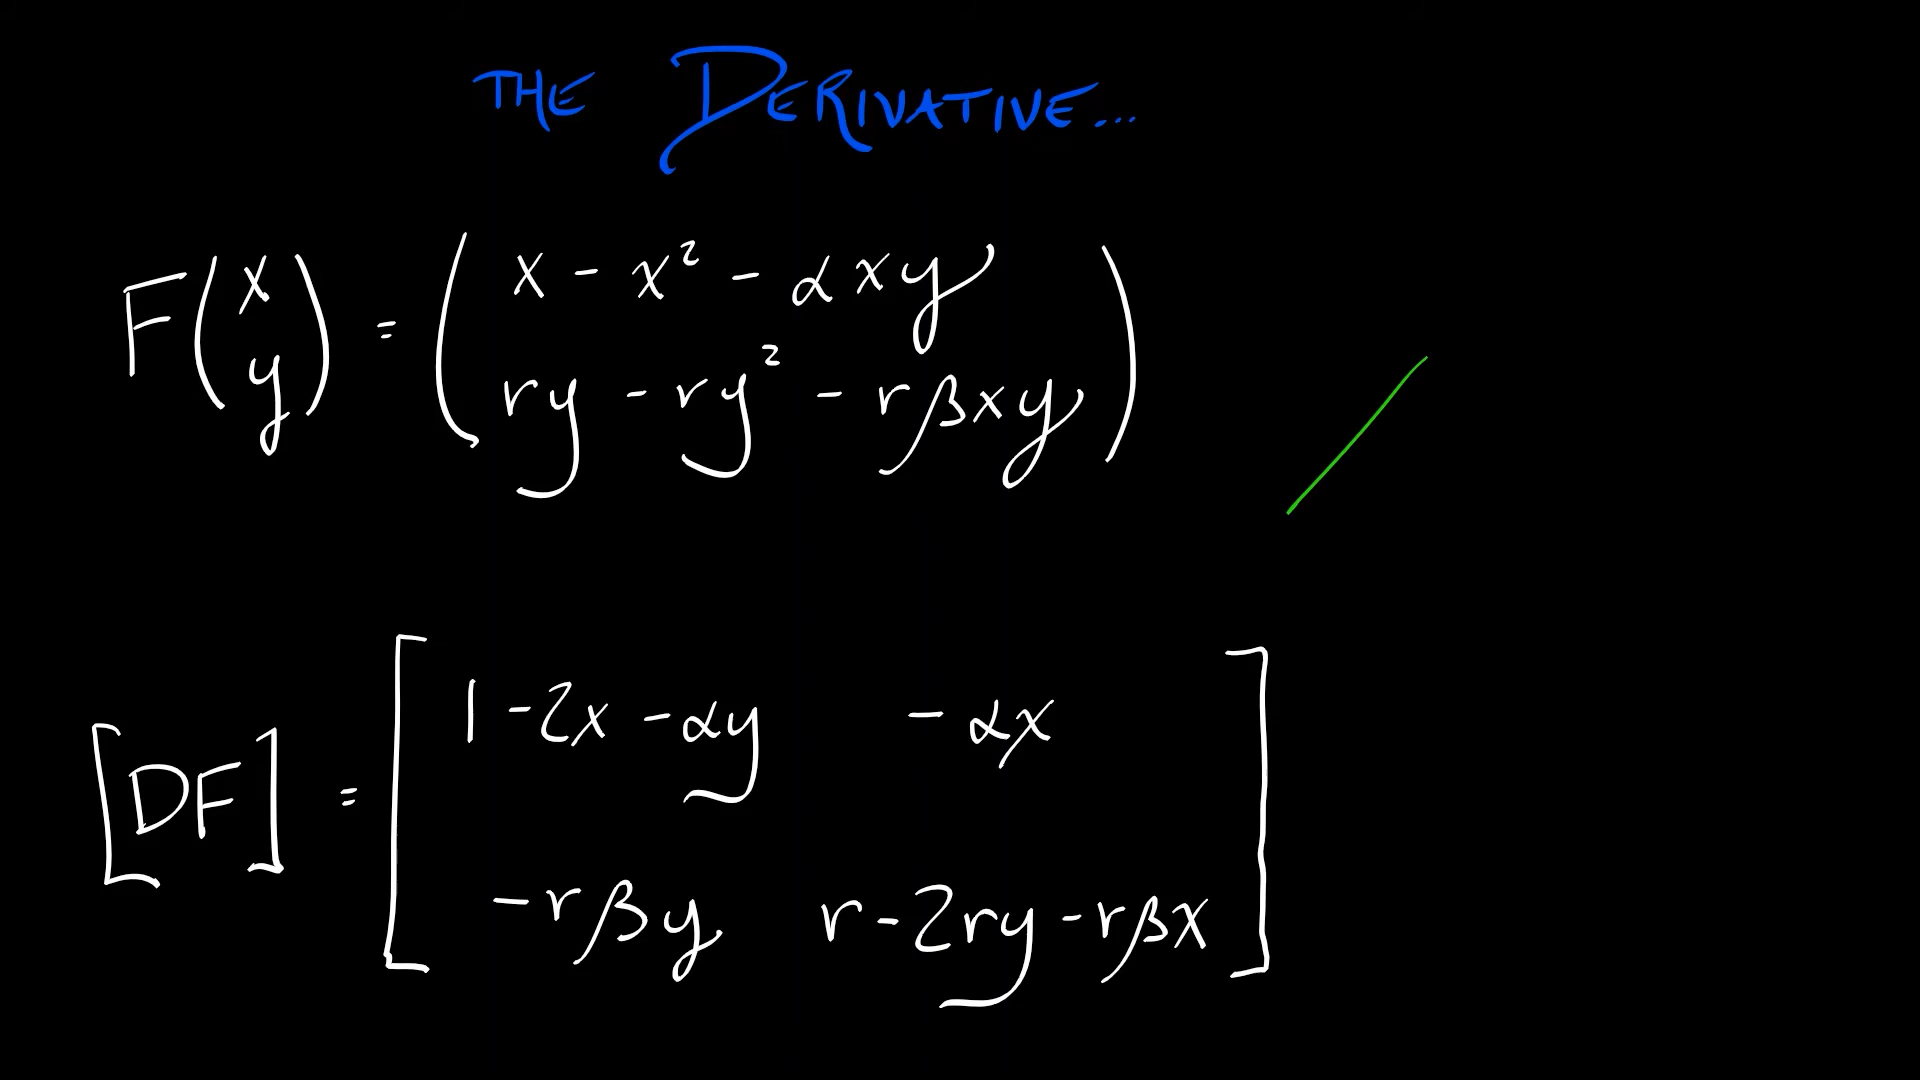 THE DERIVATIVE...
F(x y) = (x - x² - αxy
ry - ry² - rβxy)
[DF] = [1 - 2x - αy   - αx
- rβy   r - 2ry - rβx]